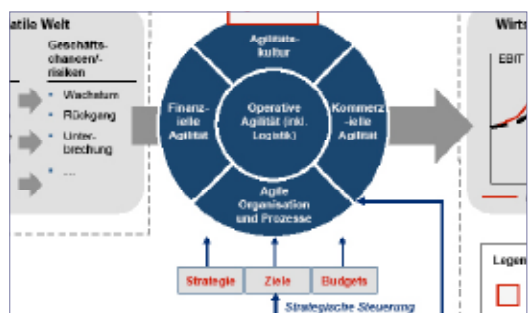 atile Welt
Geschäfts-
chancen/-
risiken
Wachstum
Rückgang
Unter-
brechung
...
Agilitäts-
kultur
Finanz-
ielle
Agilität
Operative
Agilität (inkl.
Logistik)
Kommerz
-ielle
Agilität
Agile
Organisation
und Prozesse
Strategie
Ziele
Budgets
Strategische Steuerung
Wirts
EBIT
Legen